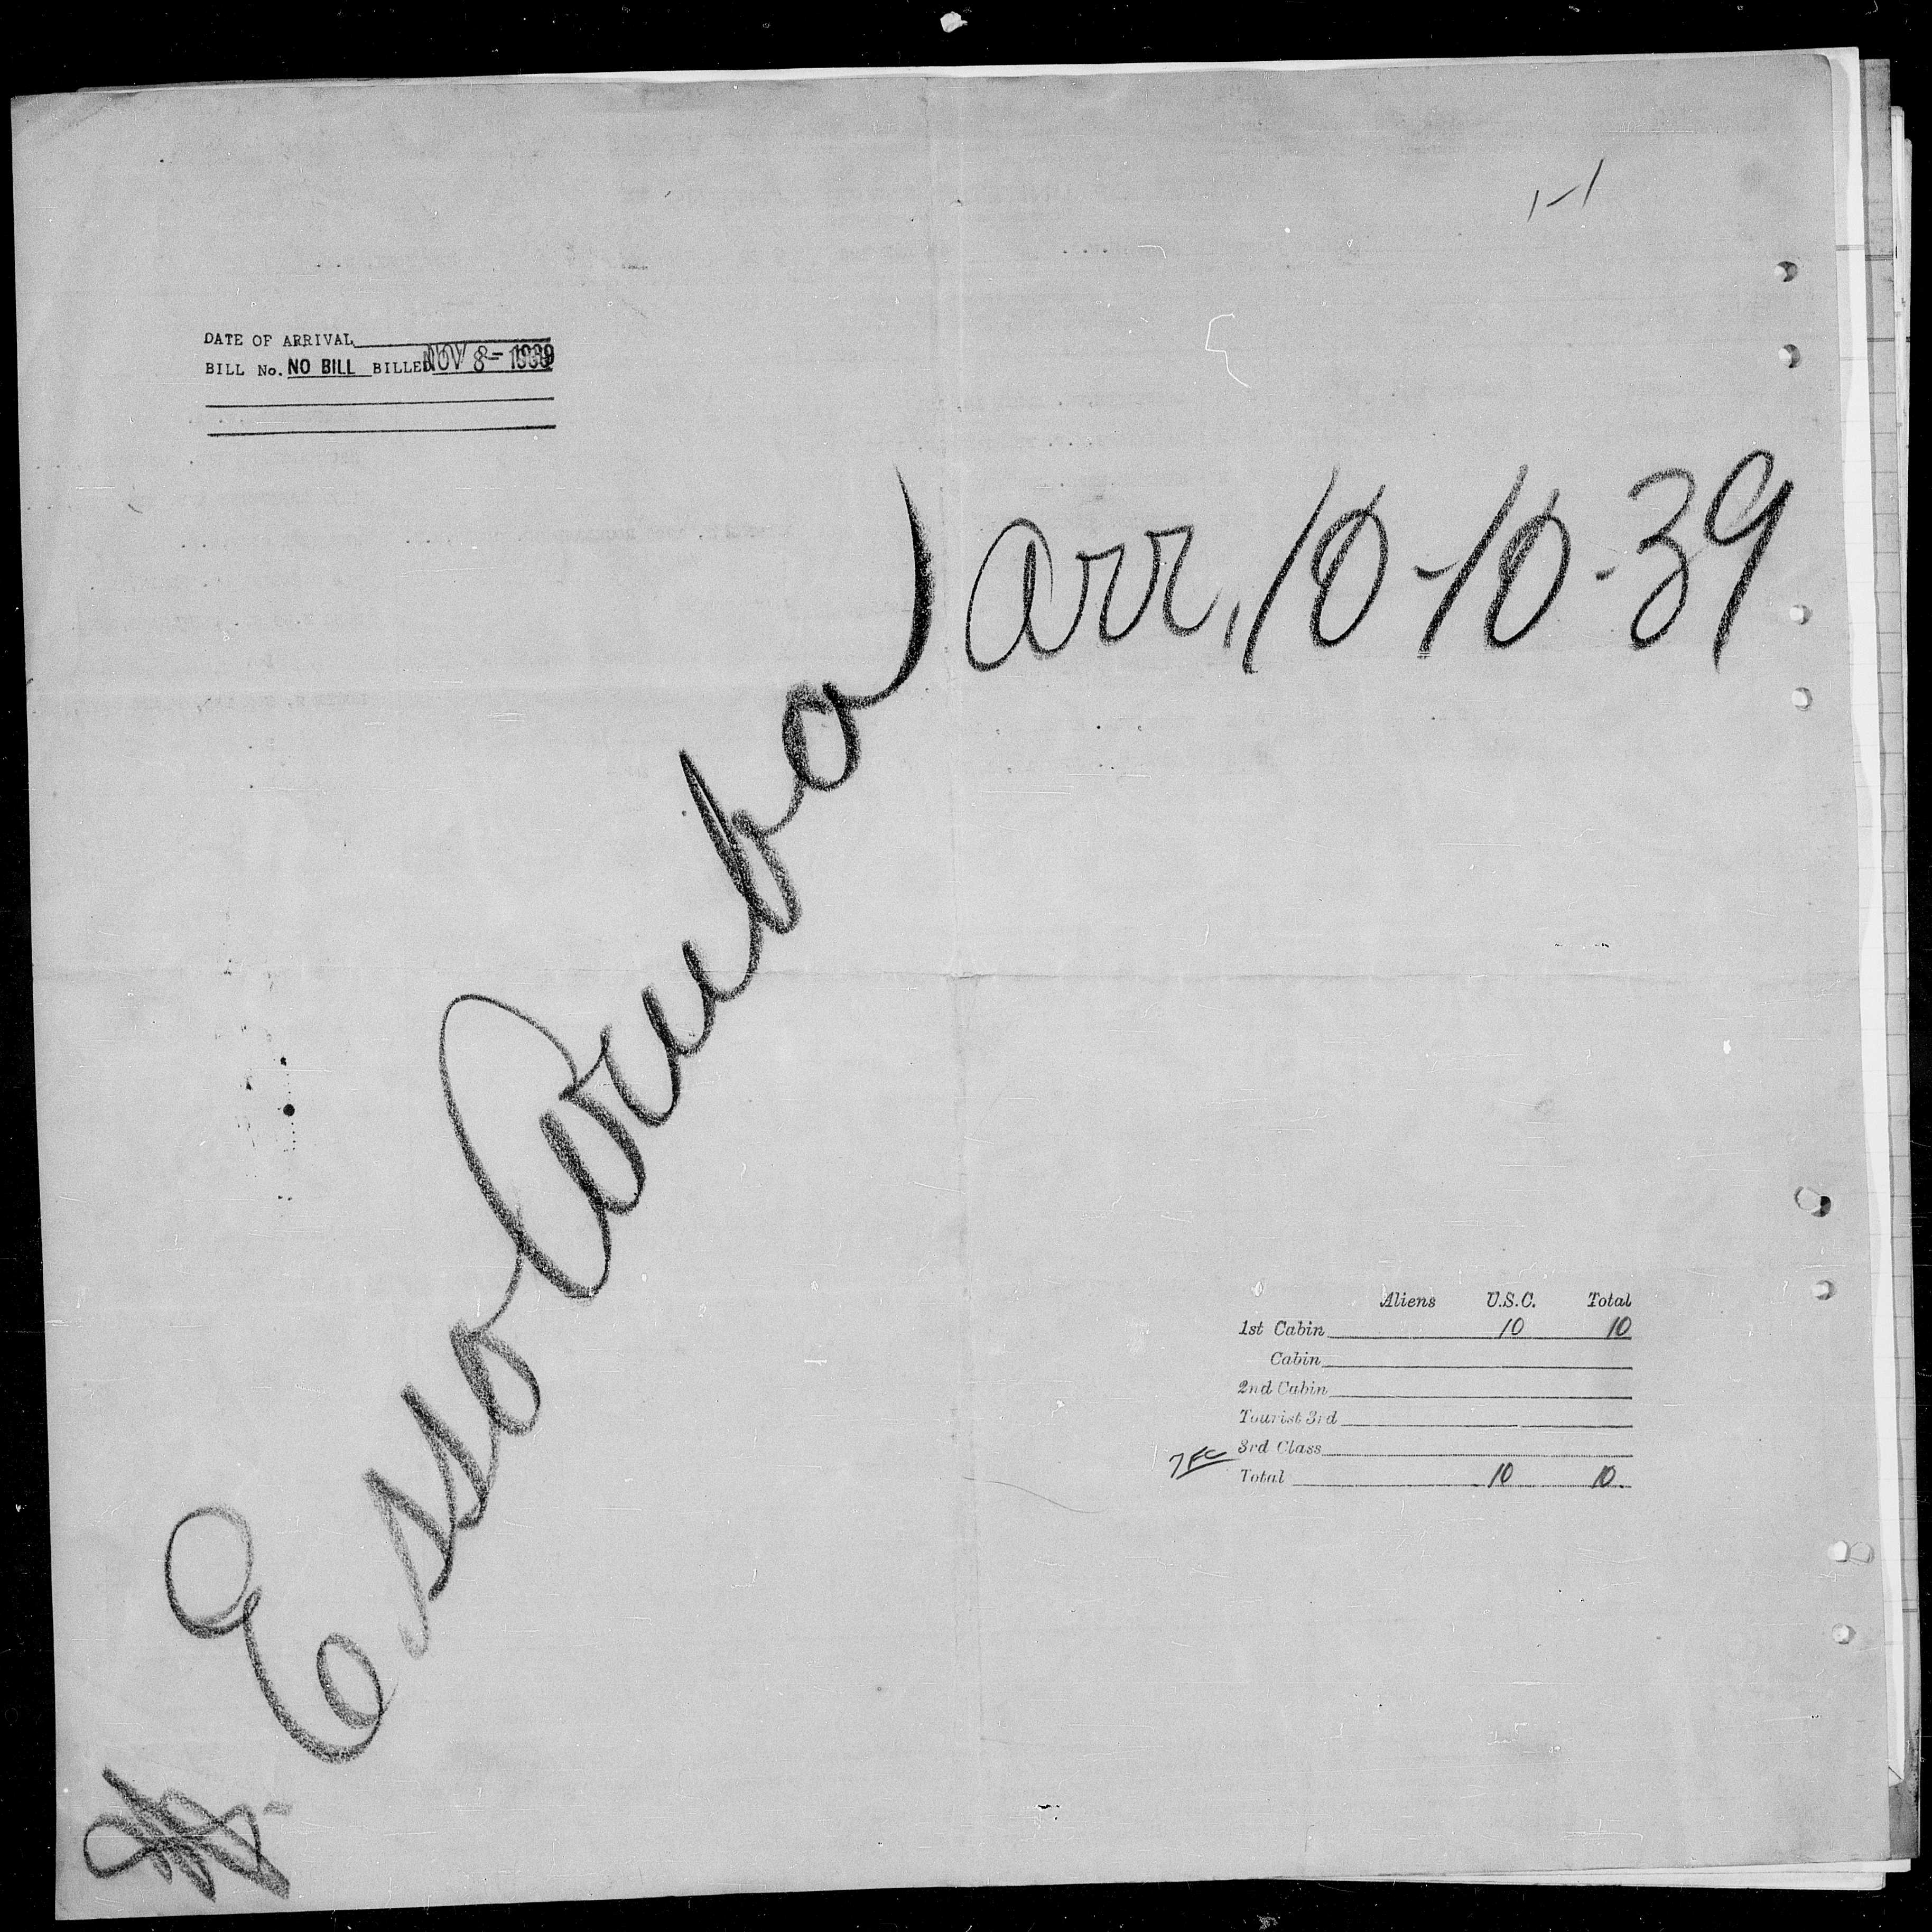 1-1
DATE OF ARRIVAL
BILL No. NO BILL BILLED NOV 8- 1939
arr. 10-10-39
Esso Aruba
Aliens U.S.C. Total
1st Cabin 10 10
Cabin
2nd Cabin
Tourist 3rd
3rd Class
Total 10 10